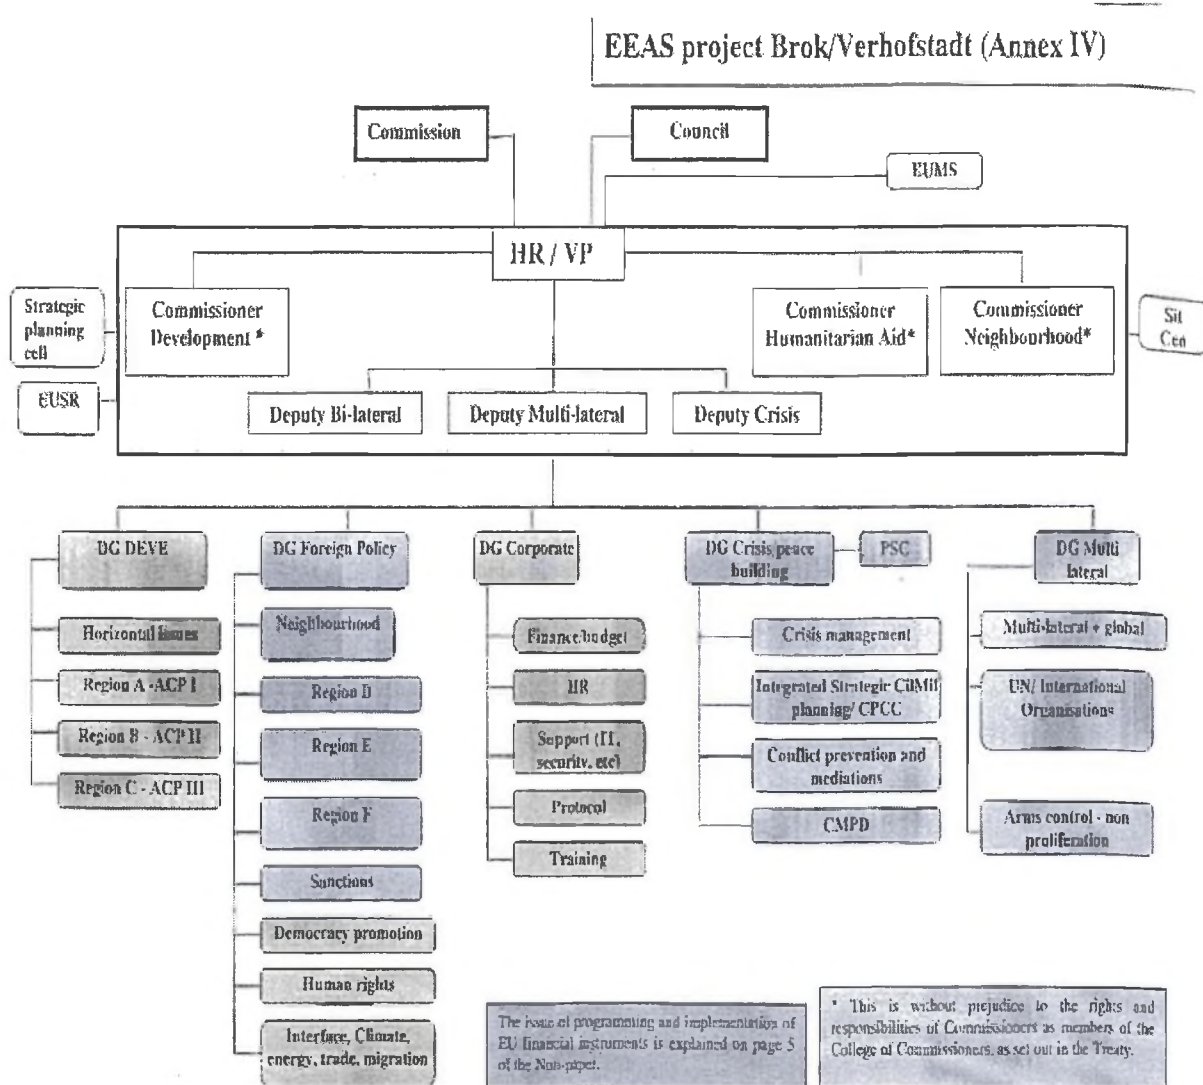 EEAS project Brok/Verhofstadt (Annex IV)
Commission
Council
EUMS
HR / VP
Strategic
planning
cell
Commissioner
Development *
Commissioner
Humanitarian Aid*
Commissioner
Neighbourhood*
Sit
Cen
EUSR
Deputy Bi-lateral
Deputy Multi-lateral
Deputy Crisis
DG DEVE
Horizontal issues
Region A -ACP I
Region B - ACP II
Region C - ACP III
DG Foreign Policy
Neighbourhood
Region D
Region E
Region F
Sanctions
Democracy promotion
Human rights
Interface, Climate,
energy, trade, migration
DG Corporate
Finance/budget
HR
Support (IT,
security, etc)
Protocol
Training
DG Crisis/peace
building
PSC
Crisis management
Integrated Strategic CiMil
planning/ CPCC
Conflict prevention and
mediations
CMPD
DG Multi
lateral
Multi-lateral + global
UN/ International
Organisations
Arms control - non
proliferation
The issue of programming and implementation of
EU financial instruments is explained on page 5
of the Non-paper.
* This is without prejudice to the rights and
responsibilities of Commissioners as members of the
College of Commissioners, as set out in the Treaty.